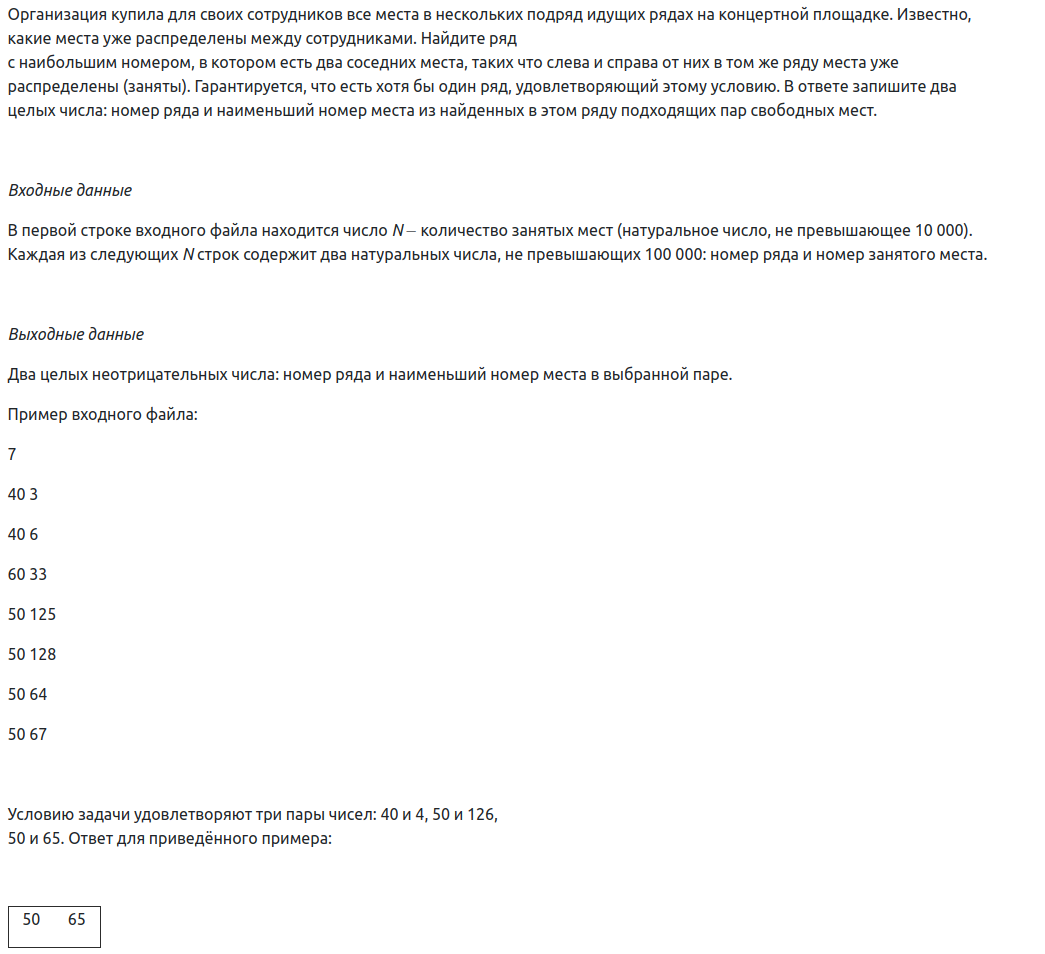 Организация купила для своих сотрудников все места в нескольких подряд идущих рядах на концертной площадке. Известно,
какие места уже распределены между сотрудниками. Найдите ряд
с наибольшим номером, в котором есть два соседних места, таких что слева и справа от них в том же ряду места уже
распределены (заняты). Гарантируется, что есть хотя бы один ряд, удовлетворяющий этому условию. В ответе запишите два
целых числа: номер ряда и наименьший номер места из найденных в этом ряду подходящих пар свободных мест.
Входные данные
В первой строке входного файла находится число N – количество занятых мест (натуральное число, не превышающее 10 000).
Каждая из следующих N строк содержит два натуральных числа, не превышающих 100 000: номер ряда и номер занятого места.
Выходные данные
Два целых неотрицательных числа: номер ряда и наименьший номер места в выбранной паре.
Пример входного файла:
7
40 3
40 6
60 33
50 125
50 128
50 64
50 67
Условию задачи удовлетворяют три пары чисел: 40 и 4, 50 и 126,
50 и 65. Ответ для приведённого примера:
50 65